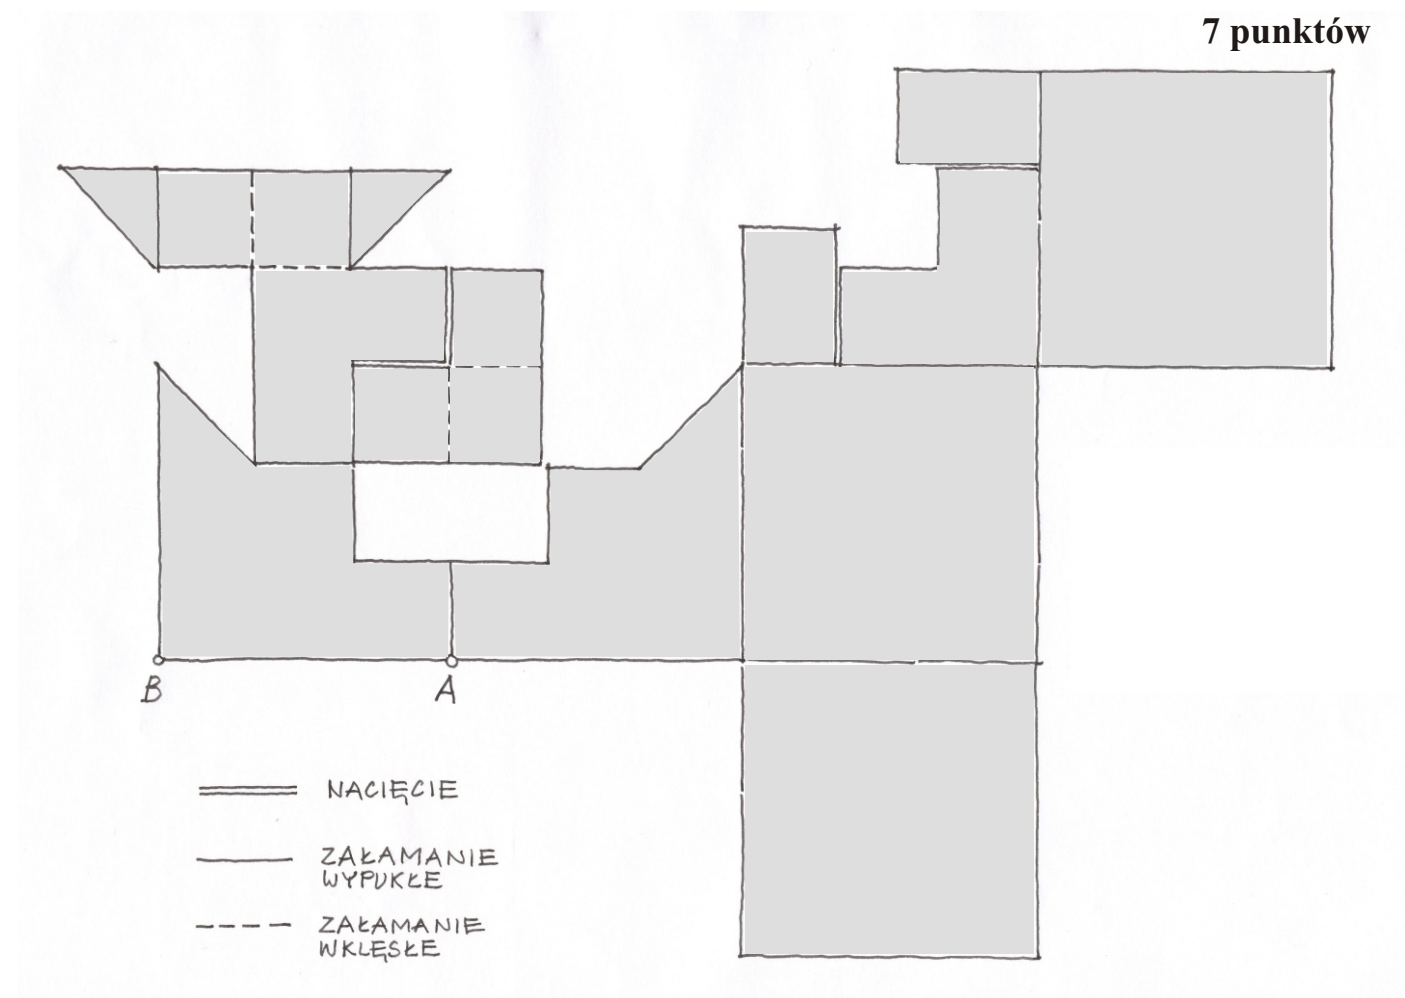 7 punktów
B
A
NACIĘCIE
ZAŁAMANIE
WYPUKŁE
ZAŁAMANIE
WKLĘSŁE